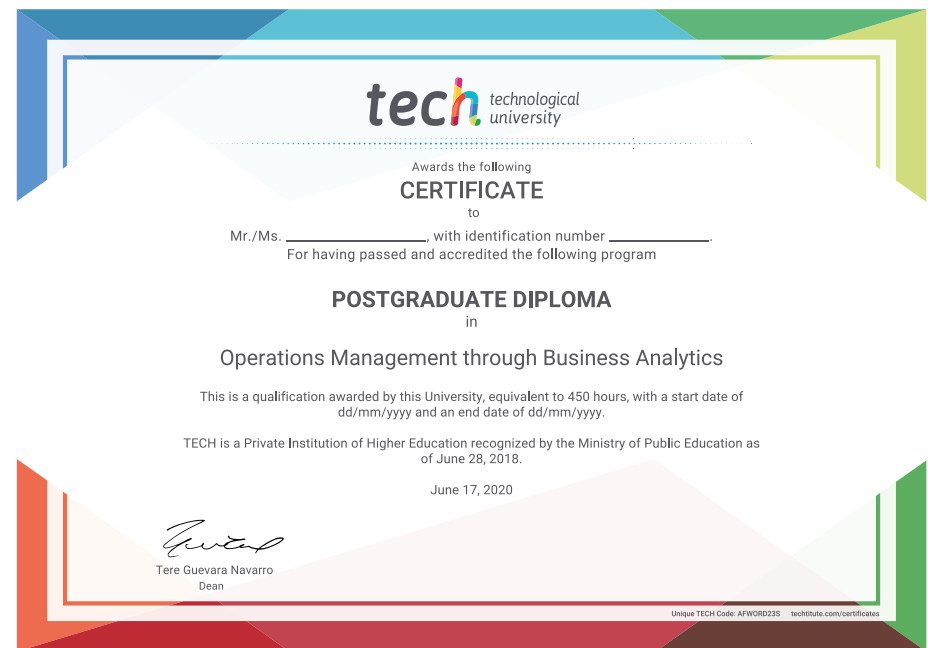 tech technological
university
Awards the following
CERTIFICATE
to
Mr./Ms. ____________________, with identification number ______________.
For having passed and accredited the following program
POSTGRADUATE DIPLOMA
in
Operations Management through Business Analytics
This is a qualification awarded by this University, equivalent to 450 hours, with a start date of
dd/mm/yyyy and an end date of dd/mm/yyyy.
TECH is a Private Institution of Higher Education recognized by the Ministry of Public Education as
of June 28, 2018.
June 17, 2020
Tere Guevara Navarro
Dean
Unique TECH Code: AFWORD23S techtitute.com/certificates